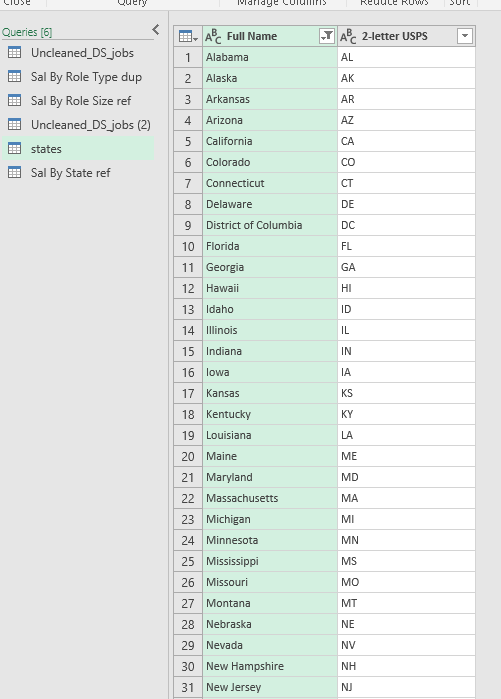 Close Query Manage Columns Reduce Rows Sort
Queries [6]
Uncleaned_DS_jobs
Sal By Role Type dup
Sal By Role Size ref
Uncleaned_DS_jobs (2)
states
Sal By State ref
ABC Full Name ABC 2-letter USPS
1 Alabama AL
2 Alaska AK
3 Arkansas AR
4 Arizona AZ
5 California CA
6 Colorado CO
7 Connecticut CT
8 Delaware DE
9 District of Columbia DC
10 Florida FL
11 Georgia GA
12 Hawaii HI
13 Idaho ID
14 Illinois IL
15 Indiana IN
16 Iowa IA
17 Kansas KS
18 Kentucky KY
19 Louisiana LA
20 Maine ME
21 Maryland MD
22 Massachusetts MA
23 Michigan MI
24 Minnesota MN
25 Mississippi MS
26 Missouri MO
27 Montana MT
28 Nebraska NE
29 Nevada NV
30 New Hampshire NH
31 New Jersey NJ